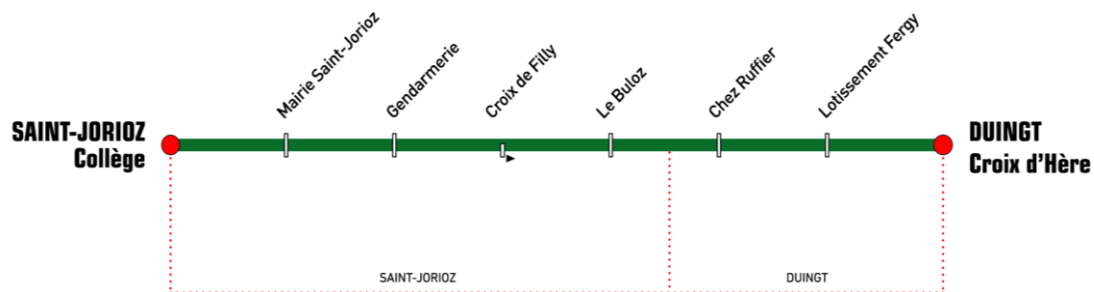 SAINT-JORIOZ
Collège
Mairie Saint-Jorioz
Gendarmerie
Croix de Filly
Le Buloz
Chez Ruffier
Lotissement Fergy
DUINGT
Croix d'Hère
SAINT-JORIOZ
DUINGT